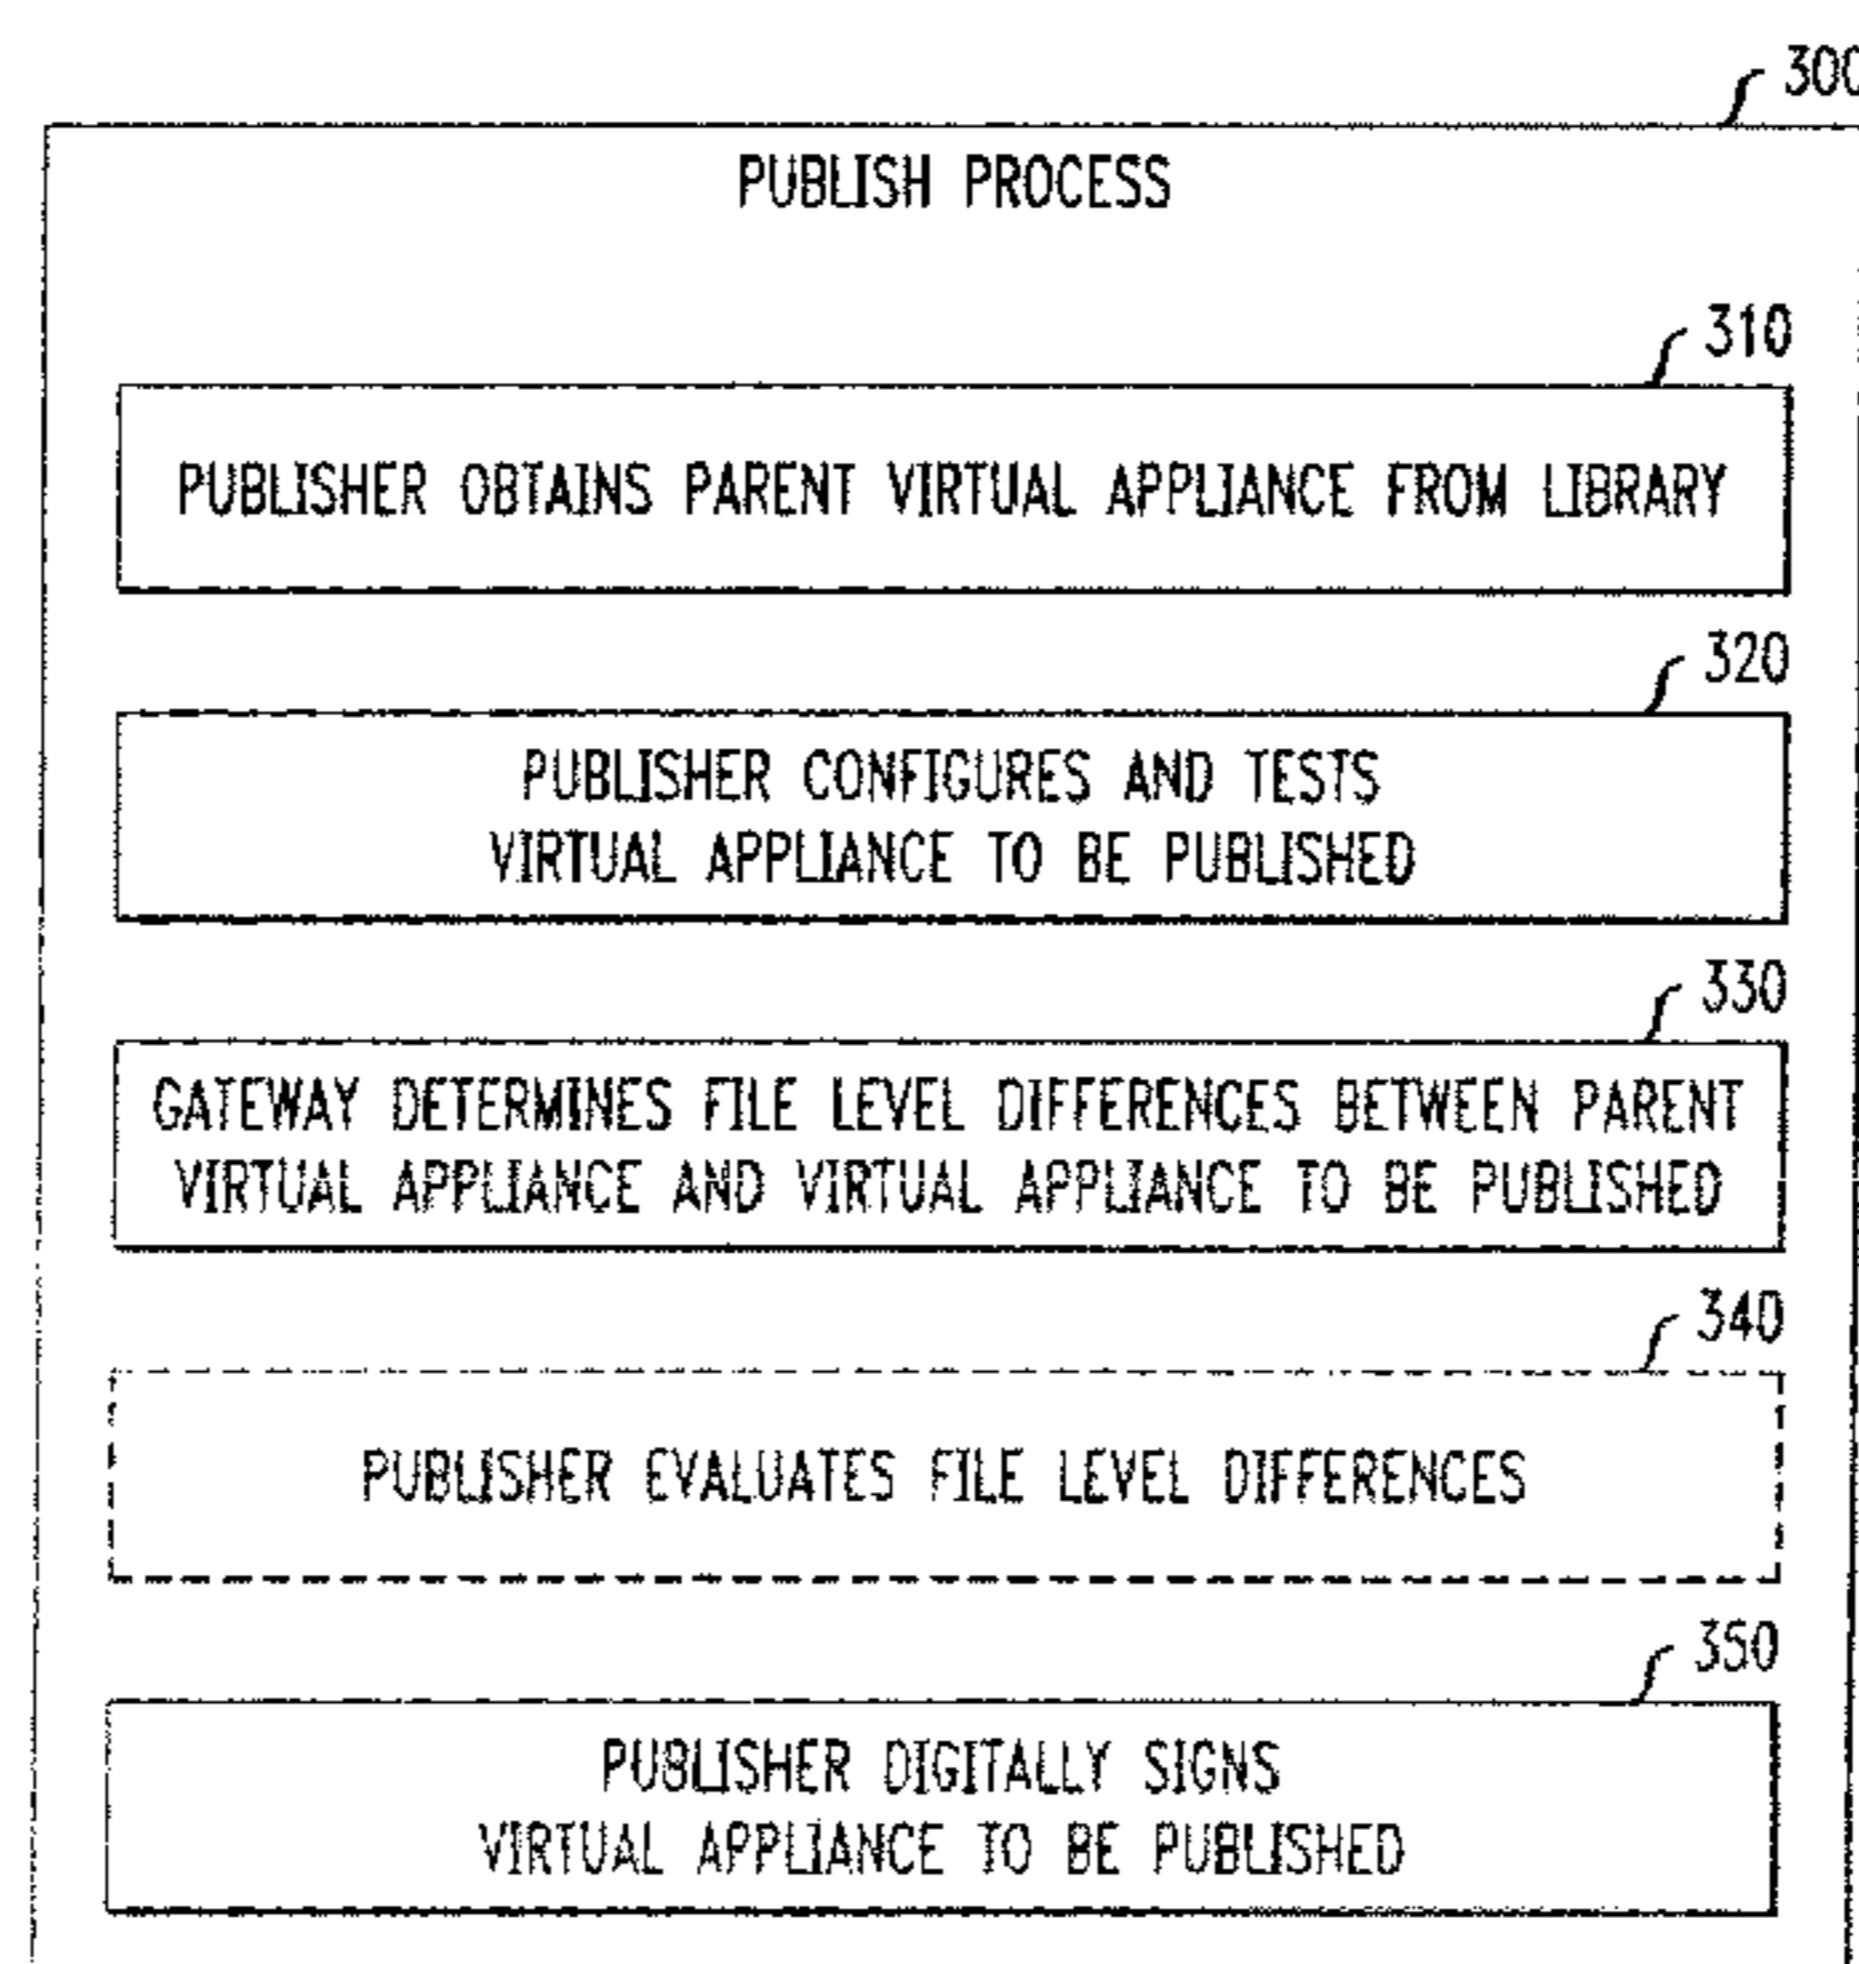 300
PUBLISH PROCESS
310
PUBLISHER OBTAINS PARENT VIRTUAL APPLIANCE FROM LIBRARY
320
PUBLISHER CONFIGURES AND TESTS
VIRTUAL APPLIANCE TO BE PUBLISHED
330
GATEWAY DETERMINES FILE LEVEL DIFFERENCES BETWEEN PARENT
VIRTUAL APPLIANCE AND VIRTUAL APPLIANCE TO BE PUBLISHED
340
PUBLISHER EVALUATES FILE LEVEL DIFFERENCES
350
PUBLISHER DIGITALLY SIGNS
VIRTUAL APPLIANCE TO BE PUBLISHED